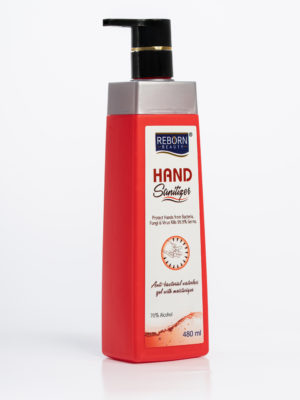 REBORN®
BEAUTY
HAND
Sanitizer
Protect Hands from Bacteria,
Fungi & Virus Kills 99.9% Germs
Anti-bacterial waterless
gel with moisturiser
70% Alcohol
480 ml